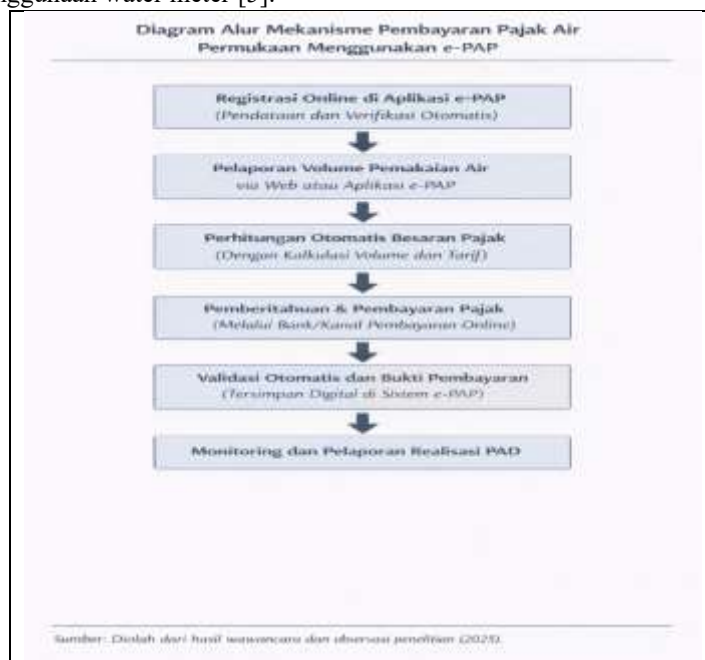 nggunaan water meter [3].
Diagram Alur Mekanisme Pembayaran Pajak Air
Permukaan Menggunakan e-PAP
Registrasi Online di Aplikasi e-PAP
(Pendataan dan Verifikasi Otomatis)
Pelaporan Volume Pemakaian Air
via Web atau Aplikasi e-PAP
Perhitungan Otomatis Besaran Pajak
(Dengan Kalkulasi Volume dan Tarif)
Pemberitahuan & Pembayaran Pajak
(Melalui Bank/Kanal Pembayaran Online)
Validasi Otomatis dan Bukti Pembayaran
(Tersimpan Digital di Sistem e-PAP)
Monitoring dan Pelaporan Realisasi PAD
Sumber: Diolah dari hasil wawancara dan observasi penelitian (2025).